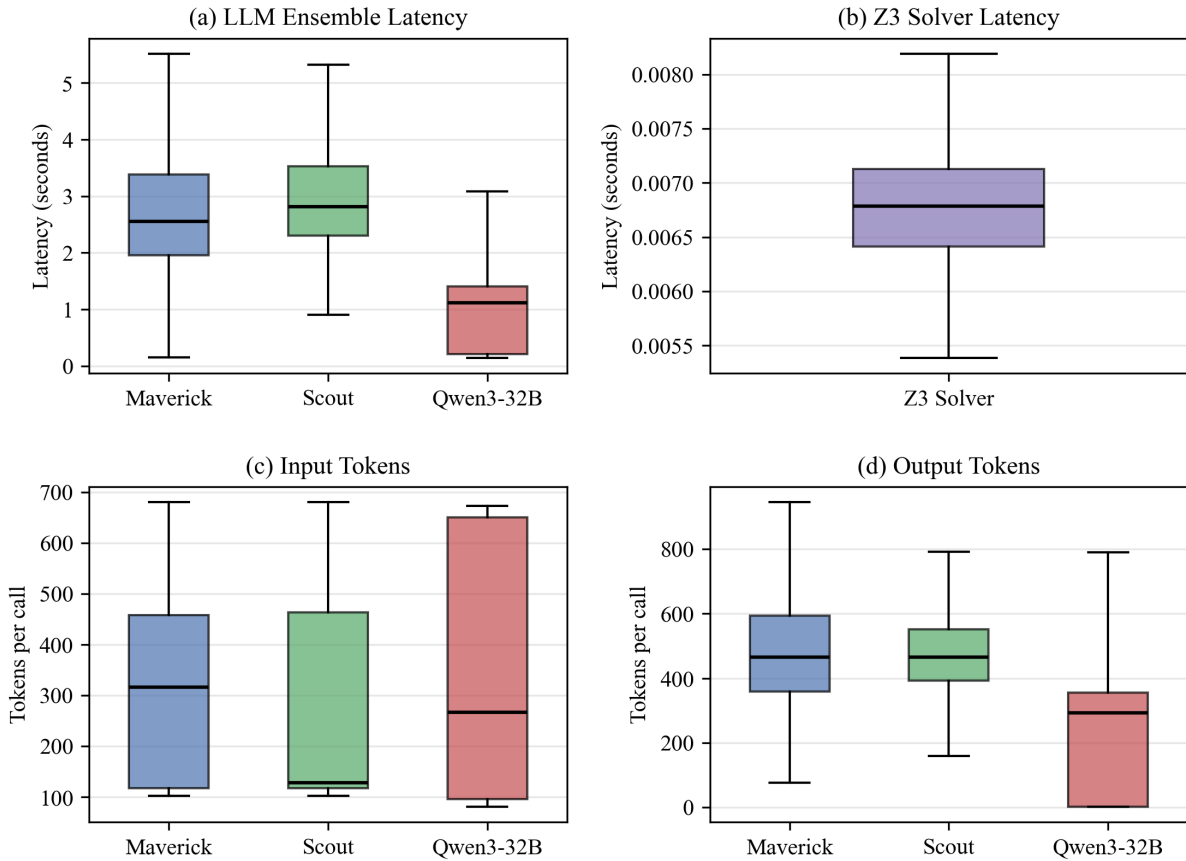 (a) LLM Ensemble Latency
Latency (seconds)
5
4
3
2
1
0
Maverick
Scout
Qwen3-32B
(b) Z3 Solver Latency
Latency (seconds)
0.0080
0.0075
0.0070
0.0065
0.0060
0.0055
Z3 Solver
(c) Input Tokens
Tokens per call
700
600
500
400
300
200
100
Maverick
Scout
Qwen3-32B
(d) Output Tokens
Tokens per call
800
600
400
200
0
Maverick
Scout
Qwen3-32B